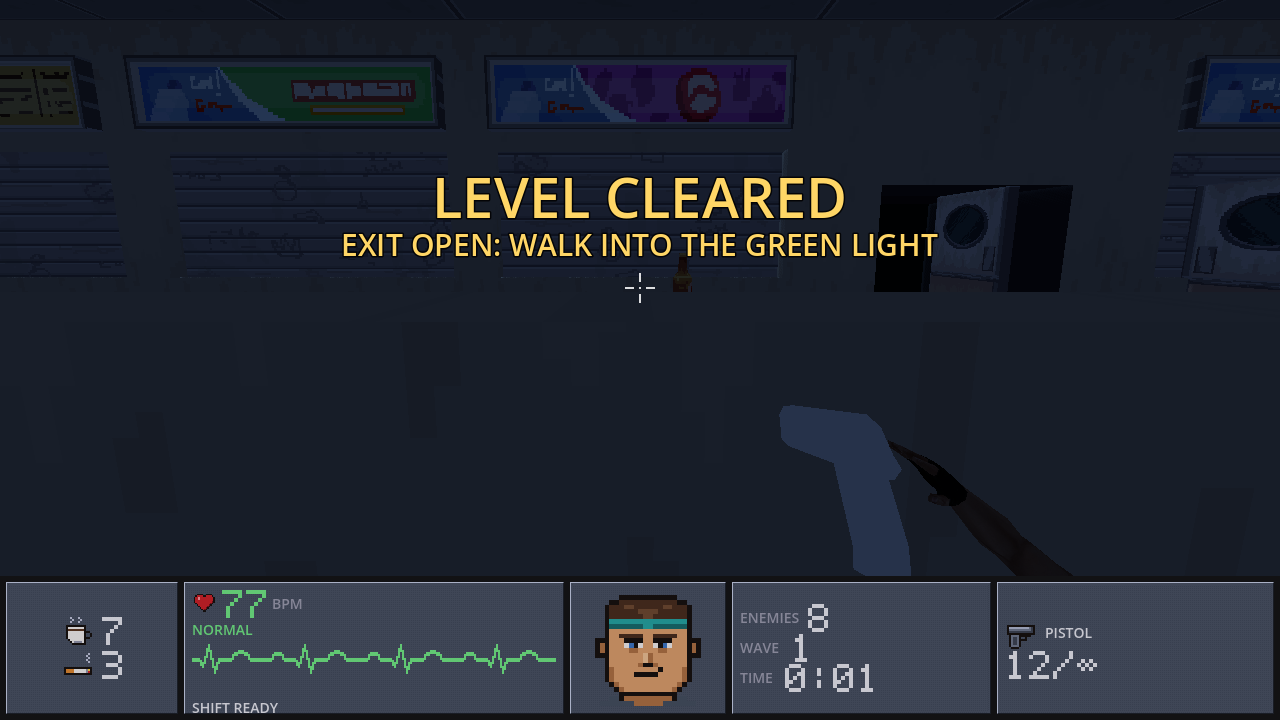 LEVEL CLEARED
EXIT OPEN: WALK INTO THE GREEN LIGHT
7
3
77 BPM
NORMAL
SHIFT READY
ENEMIES 8
WAVE 1
TIME 0:01
PISTOL
12/∞